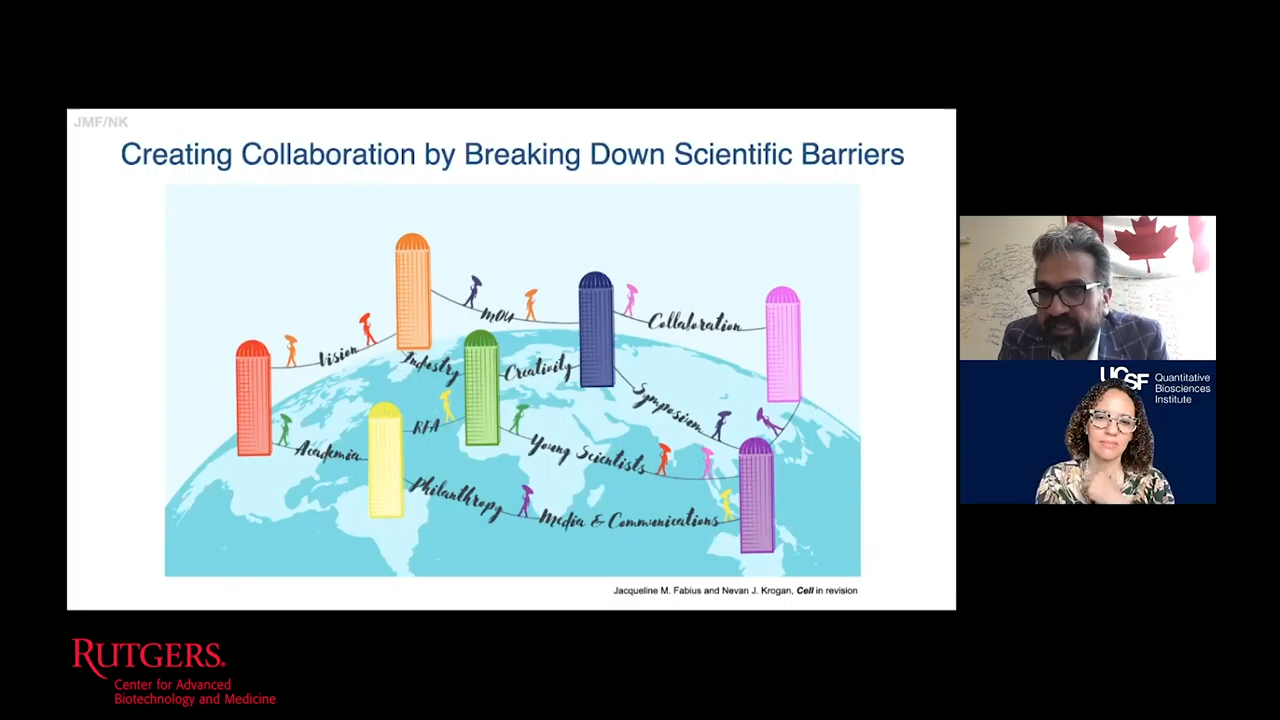 JMF/NK
Creating Collaboration by Breaking Down Scientific Barriers
Vision
MOU
Collaboration
Industry
Creativity
Symposium
RFA
Academia
Young Scientists
Philanthropy
Media & Communications
Jacqueline M. Fabius and Nevan J. Krogan, Cell in revision
UCSF
Quantitative
Biosciences
Institute
RUTGERS
Center for Advanced
Biotechnology and Medicine